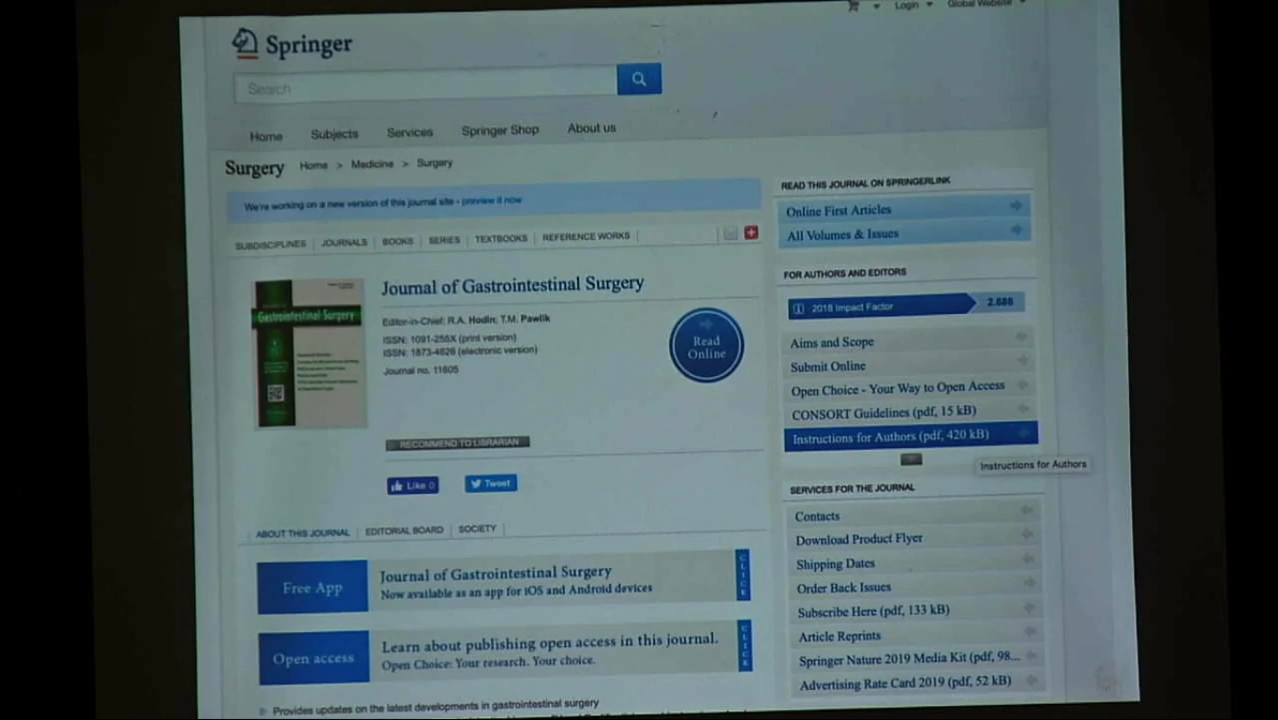 Login
Global Website
Springer
Search
Home
Subjects
Services
Springer Shop
About us
Surgery
Home > Medicine > Surgery
We're working on a new version of this journal site - preview it now
SUBDISCIPLINES | JOURNALS | BOOKS | SERIES | TEXTBOOKS | REFERENCE WORKS |
Gastrointestinal Surgery
Journal of Gastrointestinal Surgery
Editor-in-Chief: R.A. Hodin; T.M. Pawlik
ISSN: 1091-255X (print version)
ISSN: 1873-4626 (electronic version)
Journal no. 11605
Read
Online
RECOMMEND TO LIBRARIAN
Like 0
Tweet
ABOUT THIS JOURNAL | EDITORIAL BOARD | SOCIETY |
Free App
Journal of Gastrointestinal Surgery
Now available as an app for iOS and Android devices
CLICK
Open access
Learn about publishing open access in this journal.
Open Choice: Your research. Your choice.
CLICK
Provides updates on the latest developments in gastrointestinal surgery
READ THIS JOURNAL ON SPRINGERLINK
Online First Articles
All Volumes & Issues
FOR AUTHORS AND EDITORS
2018 Impact Factor
2.686
Aims and Scope
Submit Online
Open Choice - Your Way to Open Access
CONSORT Guidelines (pdf, 15 kB)
Instructions for Authors (pdf, 420 kB)
Instructions for Authors
SERVICES FOR THE JOURNAL
Contacts
Download Product Flyer
Shipping Dates
Order Back Issues
Subscribe Here (pdf, 133 kB)
Article Reprints
Springer Nature 2019 Media Kit (pdf, 98...
Advertising Rate Card 2019 (pdf, 52 kB)